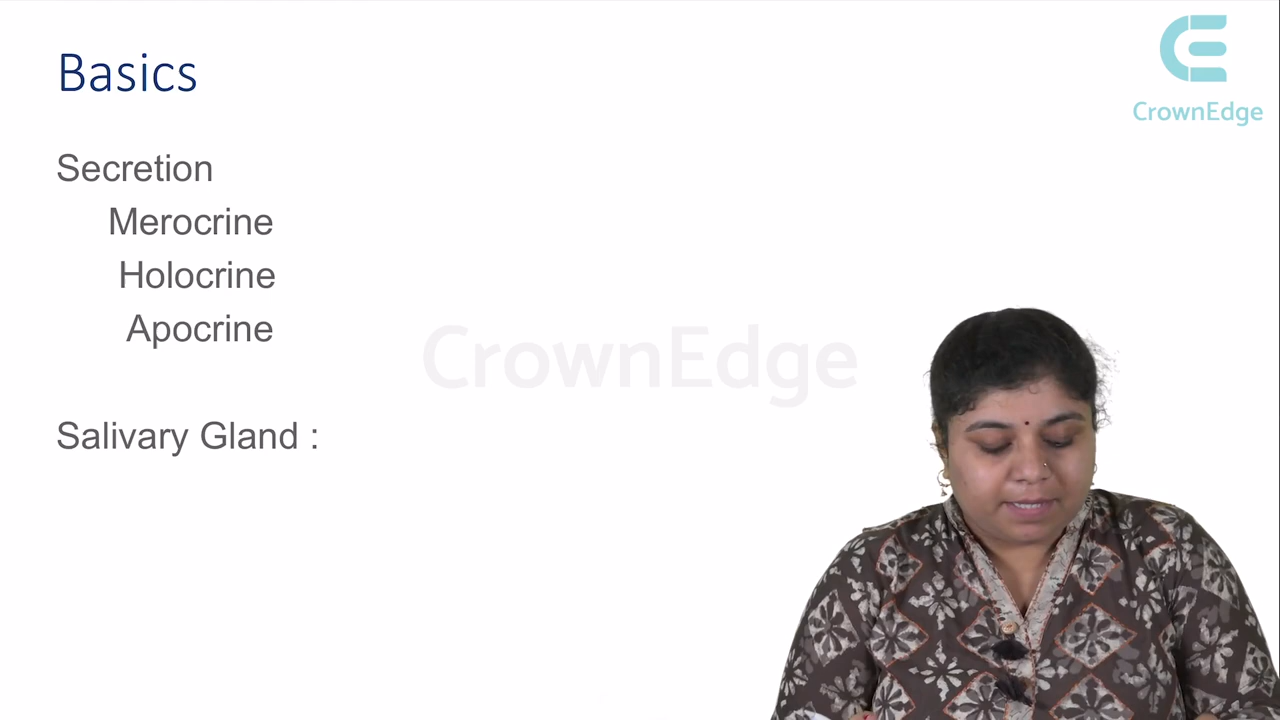 Basics
CrownEdge
Secretion
Merocrine
Holocrine
Apocrine
CrownEdge
Salivary Gland :